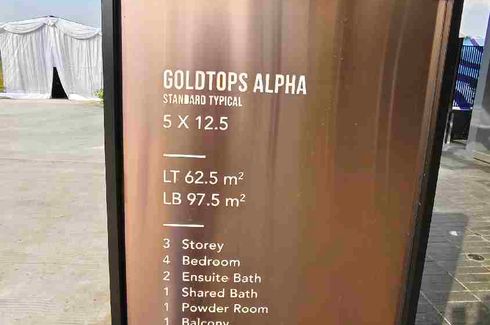 GOLDTOPS ALPHA
STANDARD TYPICAL
5 X 12.5
LT 62.5 m²
LB 97.5 m²
3 Storey
4 Bedroom
2 Ensuite Bath
1 Shared Bath
1 Powder Room
1 Balcony